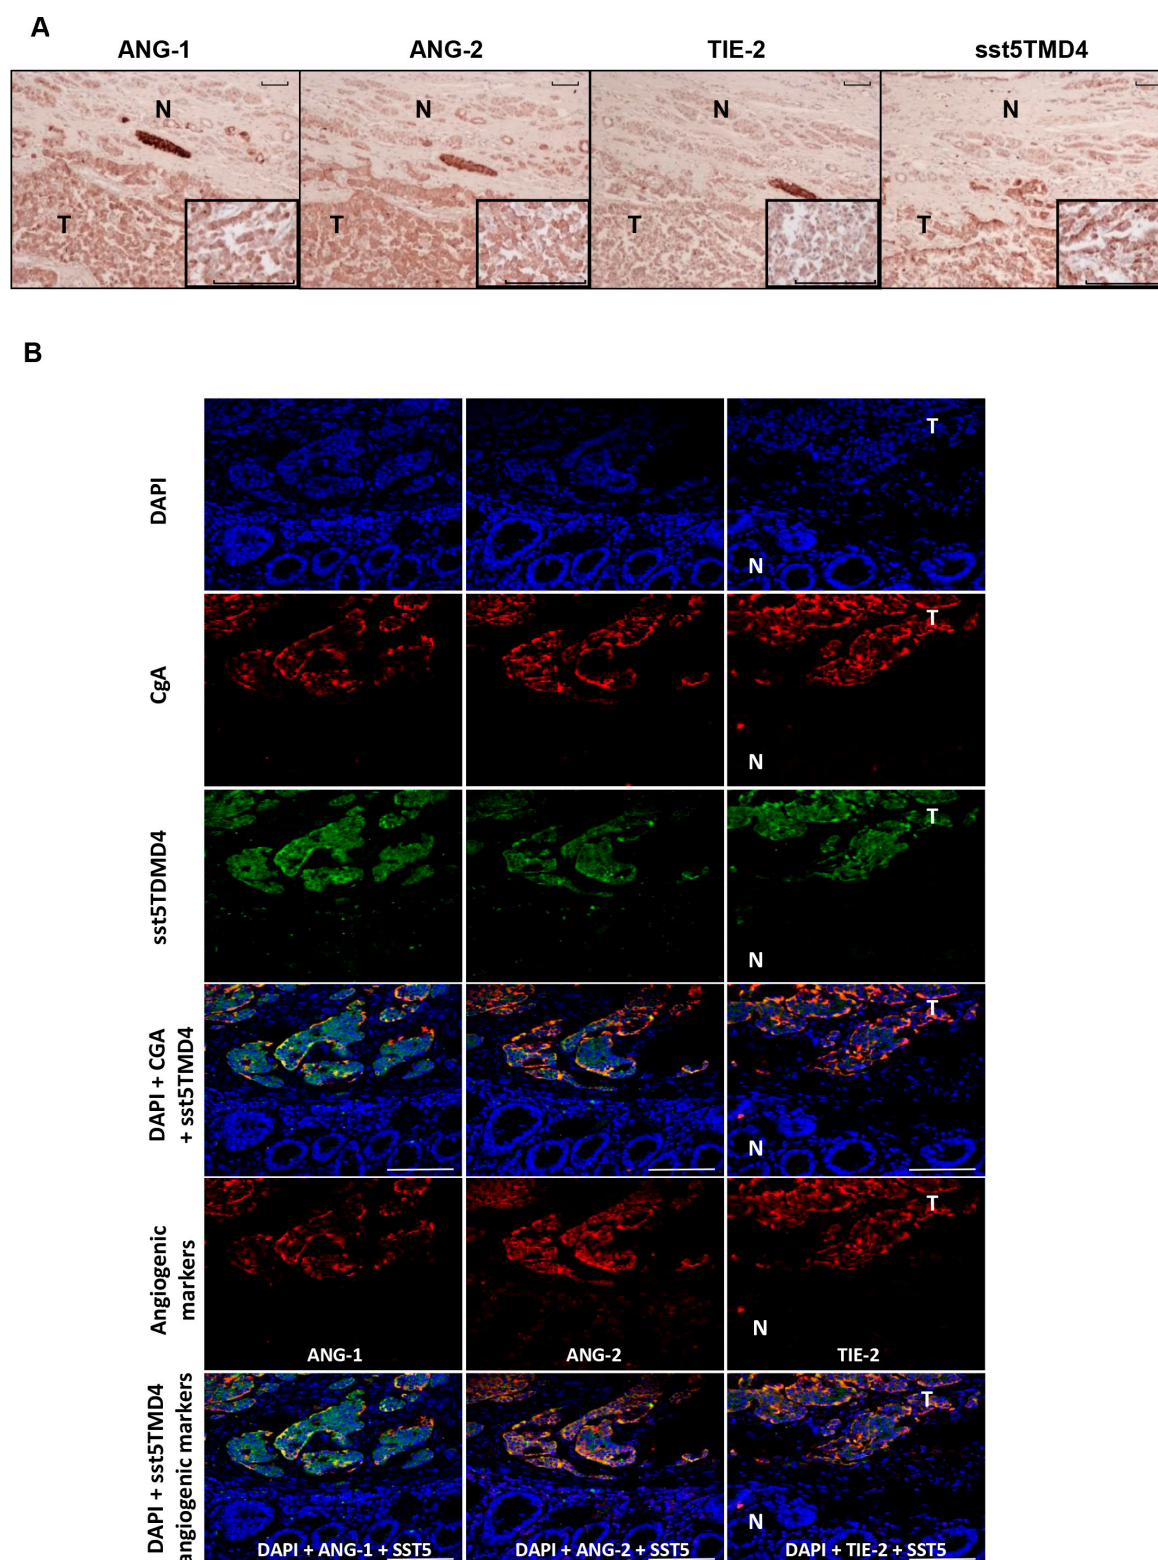 A
ANG-1 ANG-2 TIE-2 sst5TMD4
N N N N
T T T T
B
DAPI
T
N
CgA
T
N
sst5TDMD4
T
N
DAPI + CGA
+ sst5TMD4
T
N
Angiogenic
markers
T
N
ANG-1 ANG-2 TIE-2
DAPI + sst5TMD4
angiogenic markers
T
N
DAPI + ANG-1 + SST5 DAPI + ANG-2 + SST5 DAPI + TIE-2 + SST5